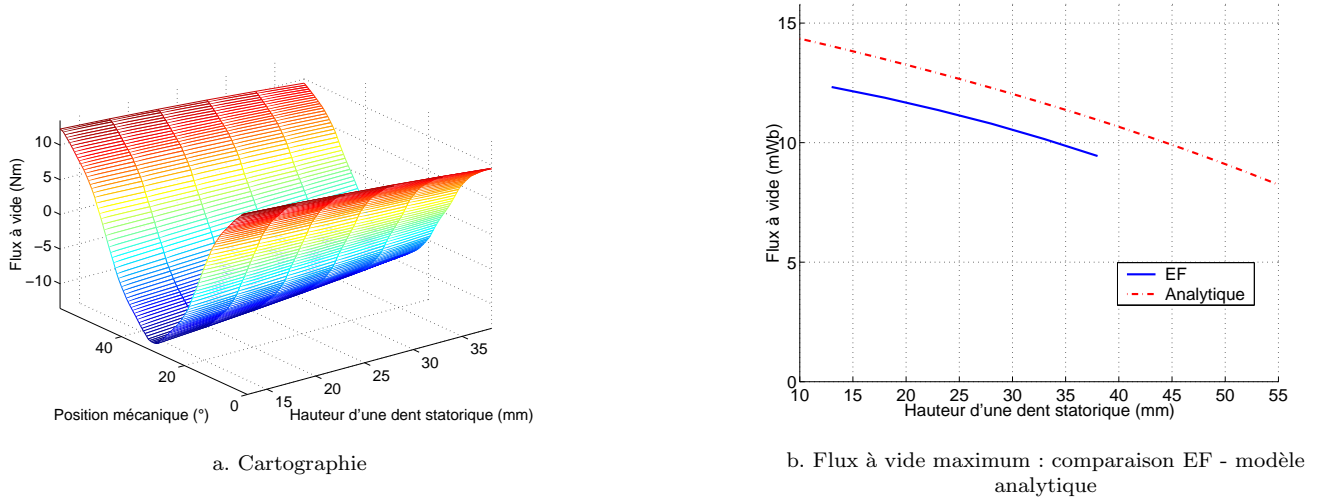 10
5
0
−5
−10
Flux à vide (Nm)
40
20
0
15
20
25
30
35
Position mécanique (°)
Hauteur d'une dent statorique (mm)
a. Cartographie
15
10
5
0
Flux à vide (mWb)
EF
Analytique
10 15 20 25 30 35 40 45 50 55
Hauteur d'une dent statorique (mm)
b. Flux à vide maximum : comparaison EF - modèle
analytique